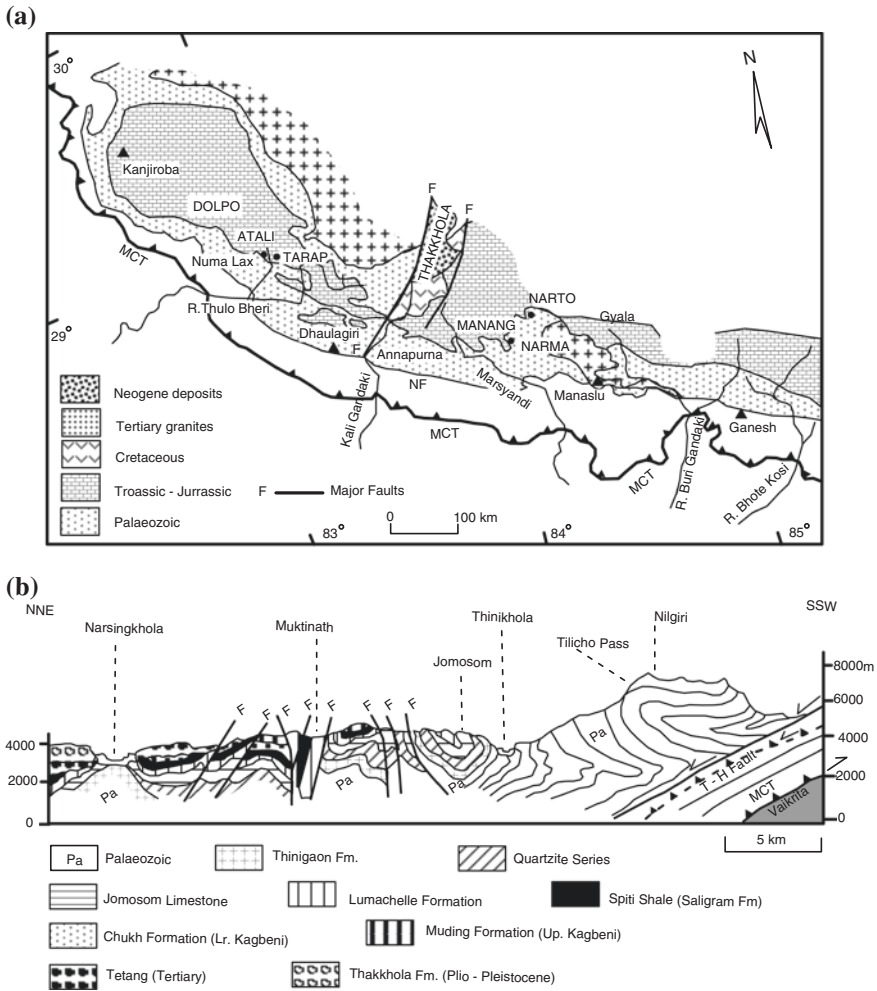 (a)
N
30°
Kanjiroba
DOLPO
F
F
THAKKHOLA
ATALI
MCT
Numa Lax
TARAP
R.Thulo Bheri
NARTO
Gyala
29°
Dhaulagiri
MANANG
F
Annapurna
NARMA
NF
Marsyandi
Manaslu
Kali Gandaki
Ganesh
MCT
MCT
R. Buri Gandaki
R. Bhote Kosi
Neogene deposits
Tertiary granites
Cretaceous
Troassic - Jurrassic
F Major Faults
Palaeozoic
0 100 km
83° 84° 85°
(b)
NNE SSW
Narsingkhola Muktinath Thinikhola Nilgiri
Tilicho Pass
Jomosom
8000m
6000
F F F F F F
4000 4000
2000 2000
0 0
Pa Pa Pa Pa
T - H Fault
MCT
Vaikrita
5 km
Pa Palaeozoic Thinigaon Fm. Quartzite Series
Jomosom Limestone Lumachelle Formation Spiti Shale (Saligram Fm)
Chukh Formation (Lr. Kagbeni) Muding Formation (Up. Kagbeni)
Tetang (Tertiary) Thakkhola Fm. (Plio - Pleistocene)